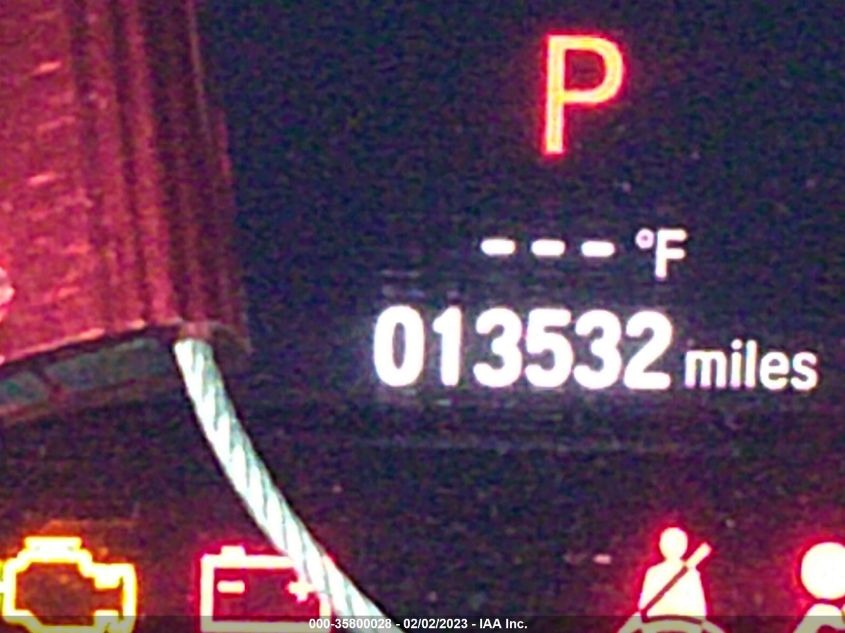 P
--- °F
013532 miles
000-35800028 - 02/02/2023 - IAA Inc.